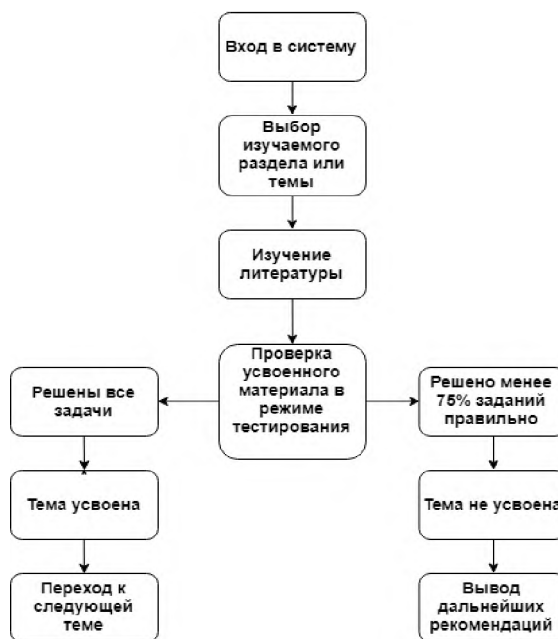 Вход в систему
Выбор
изучаемого
раздела или
темы
Изучение
литературы
Проверка
усвоенного
материала в
режиме
тестирования
Решены все
задачи
Решено менее
75% заданий
правильно
Тема усвоена
Тема не усвоена
Переход к
следующей
теме
Вывод
дальнейших
рекомендаций